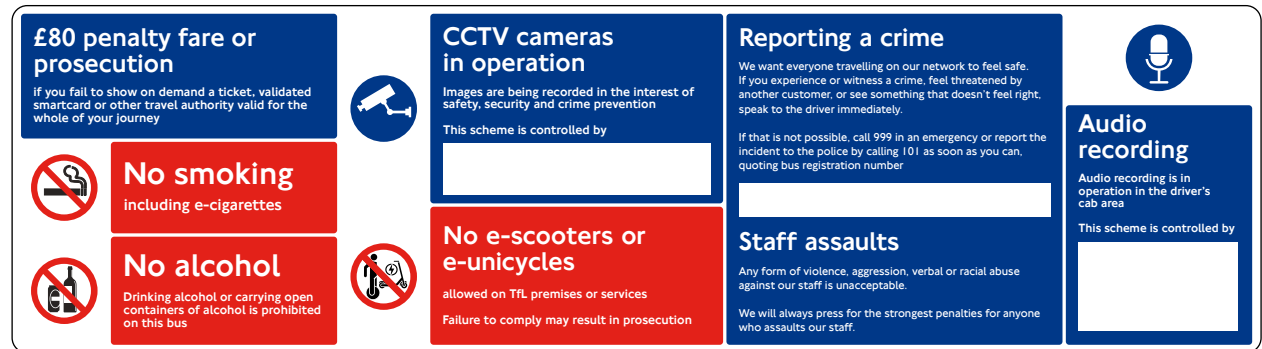 £80 penalty fare or
prosecution
if you fail to show on demand a ticket, validated
smartcard or other travel authority valid for the
whole of your journey
No smoking
including e-cigarettes
No alcohol
Drinking alcohol or carrying open
containers of alcohol is prohibited
on this bus
CCTV cameras
in operation
Images are being recorded in the interest of
safety, security and crime prevention
This scheme is controlled by
No e-scooters or
e-unicycles
allowed on TfL premises or services
Failure to comply may result in prosecution
Reporting a crime
We want everyone travelling on our network to feel safe.
If you experience or witness a crime, feel threatened by
another customer, or see something that doesn't feel right,
speak to the driver immediately.
If that is not possible, call 999 in an emergency or report the
incident to the police by calling 101 as soon as you can,
quoting bus registration number
Staff assaults
Any form of violence, aggression, verbal or racial abuse
against our staff is unacceptable.
We will always press for the strongest penalties for anyone
who assaults our staff.
Audio
recording
Audio recording is in
operation in the driver's
cab area
This scheme is controlled by